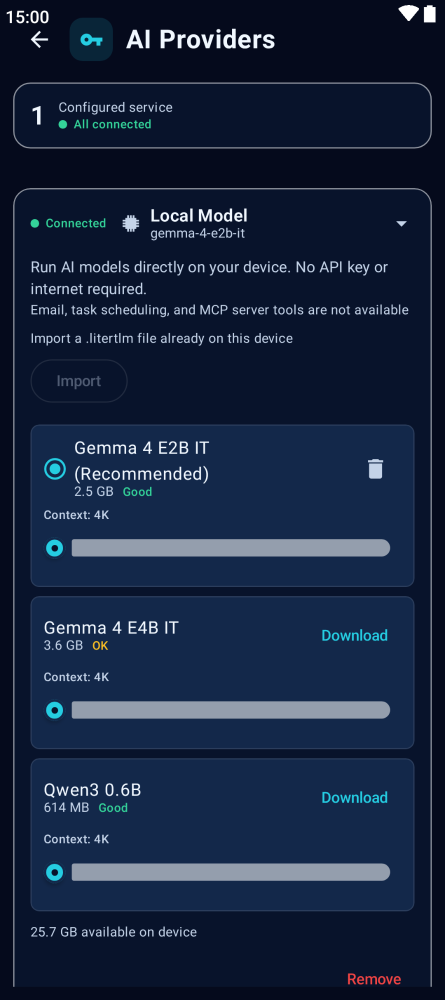 15:00
AI Providers
1
Configured service
All connected
Connected
Local Model
gemma-4-e2b-it
Run AI models directly on your device. No API key or
internet required.
Email, task scheduling, and MCP server tools are not available
Import a .litertlm file already on this device
Import
Gemma 4 E2B IT
(Recommended)
2.5 GB Good
Context: 4K
Gemma 4 E4B IT
3.6 GB OK
Download
Context: 4K
Qwen3 0.6B
614 MB Good
Download
Context: 4K
25.7 GB available on device
Remove